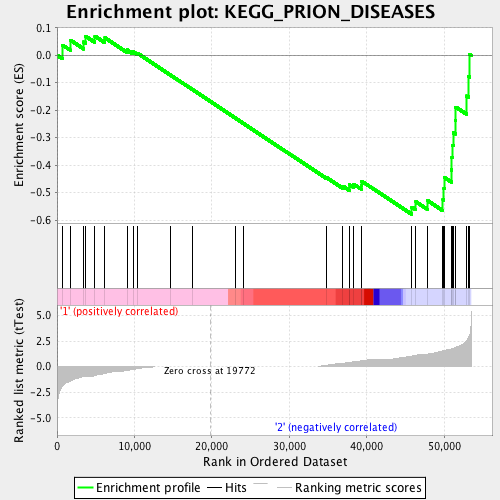 Enrichment plot: KEGG_PRION_DISEASES
Enrichment score (ES)
0.1
0.0
-0.1
-0.2
-0.3
-0.4
-0.5
-0.6
'1' (positively correlated)
Ranked list metric (tTest)
5.0
2.5
0.0
-2.5
-5.0
Zero cross at 19772
'2' (negatively correlated)
0
10,000
20,000
30,000
40,000
50,000
Rank in Ordered Dataset
Enrichment profile
Hits
Ranking metric scores